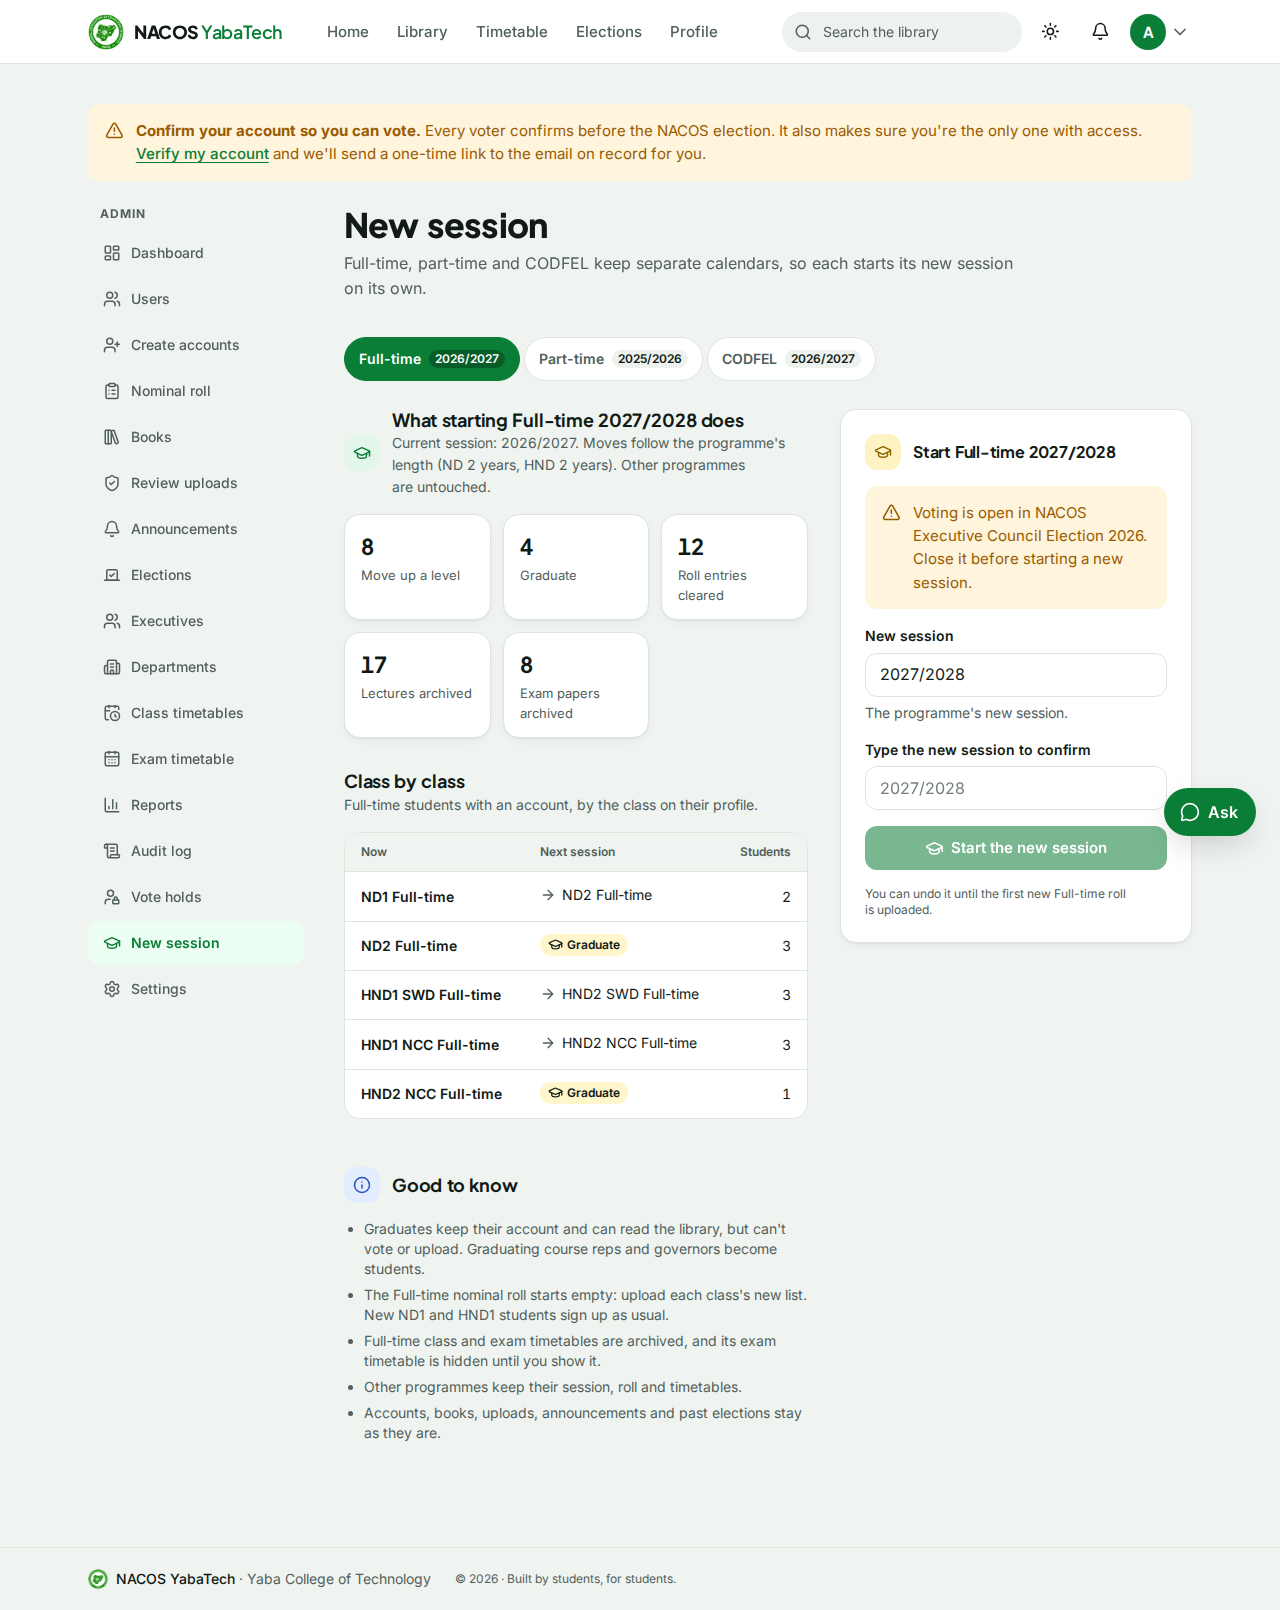 NACOS YabaTech
Home
Library
Timetable
Elections
Profile
Search the library
A
Confirm your account so you can vote. Every voter confirms before the NACOS election. It also makes sure you're the only one with access.
Verify my account and we'll send a one-time link to the email on record for you.
ADMIN
Dashboard
Users
Create accounts
Nominal roll
Books
Review uploads
Announcements
Elections
Executives
Departments
Class timetables
Exam timetable
Reports
Audit log
Vote holds
New session
Settings
New session
Full-time, part-time and CODFEL keep separate calendars, so each starts its new session
on its own.
Full-time 2026/2027
Part-time 2025/2026
CODFEL 2026/2027
What starting Full-time 2027/2028 does
Current session: 2026/2027. Moves follow the programme's
length (ND 2 years, HND 2 years). Other programmes
are untouched.
8
Move up a level
4
Graduate
12
Roll entries
cleared
17
Lectures archived
8
Exam papers
archived
Class by class
Full-time students with an account, by the class on their profile.
Now Next session Students
ND1 Full-time → ND2 Full-time 2
ND2 Full-time Graduate 3
HND1 SWD Full-time → HND2 SWD Full-time 3
HND1 NCC Full-time → HND2 NCC Full-time 3
HND2 NCC Full-time Graduate 1
Good to know
• Graduates keep their account and can read the library, but can't
vote or upload. Graduating course reps and governors become
students.
• The Full-time nominal roll starts empty: upload each class's new list.
New ND1 and HND1 students sign up as usual.
• Full-time class and exam timetables are archived, and its exam
timetable is hidden until you show it.
• Other programmes keep their session, roll and timetables.
• Accounts, books, uploads, announcements and past elections stay
as they are.
Start Full-time 2027/2028
Voting is open in NACOS
Executive Council Election 2026.
Close it before starting a new
session.
New session
2027/2028
The programme's new session.
Type the new session to confirm
2027/2028
Start the new session
You can undo it until the first new Full-time roll
is uploaded.
Ask
NACOS YabaTech · Yaba College of Technology
© 2026 · Built by students, for students.